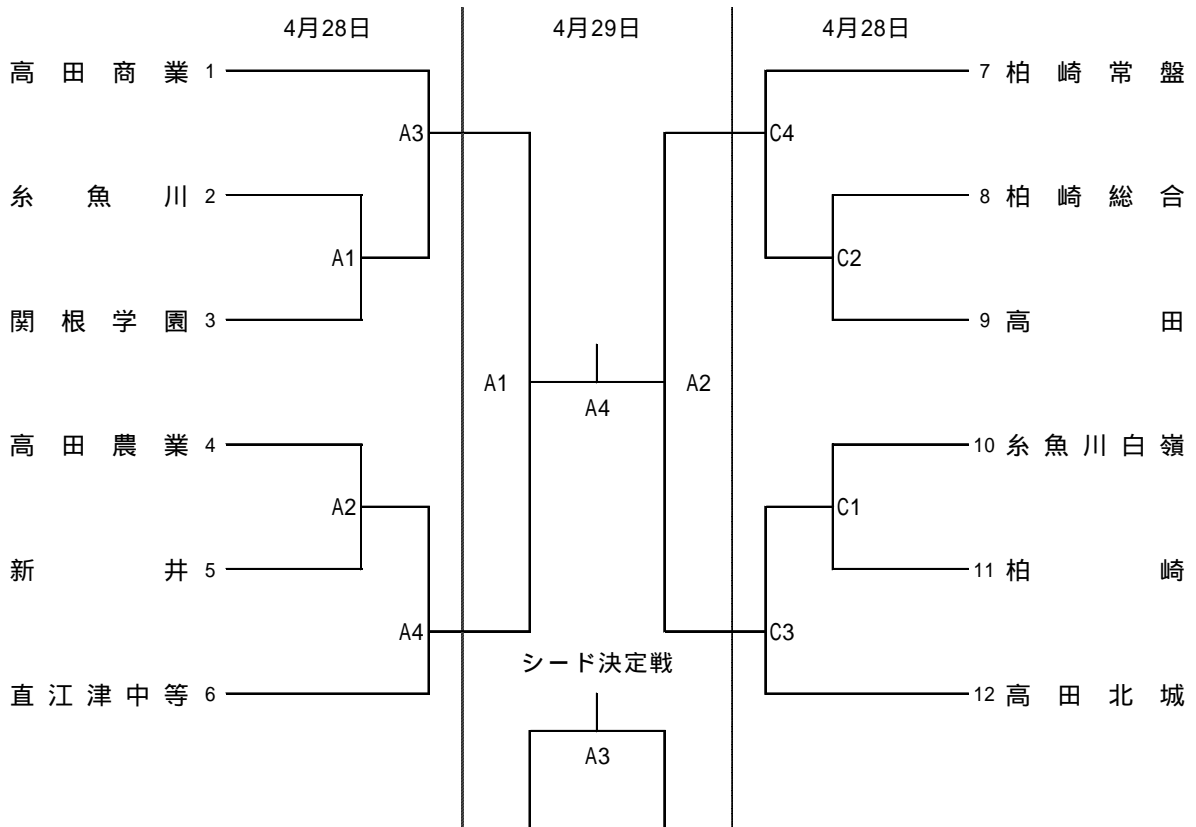 4月28日 4月29日 4月28日
高田商業 1 7 柏崎常盤
A3 C4
糸魚川 2 8 柏崎総合
A1 C2
関根学園 3 9 高田
A1 A2
A4
高田農業 4 10 糸魚川白嶺
A2 C1
新井 5 11 柏崎
A4 C3
シード決定戦
直江津中等 6 12 高田北城
A3